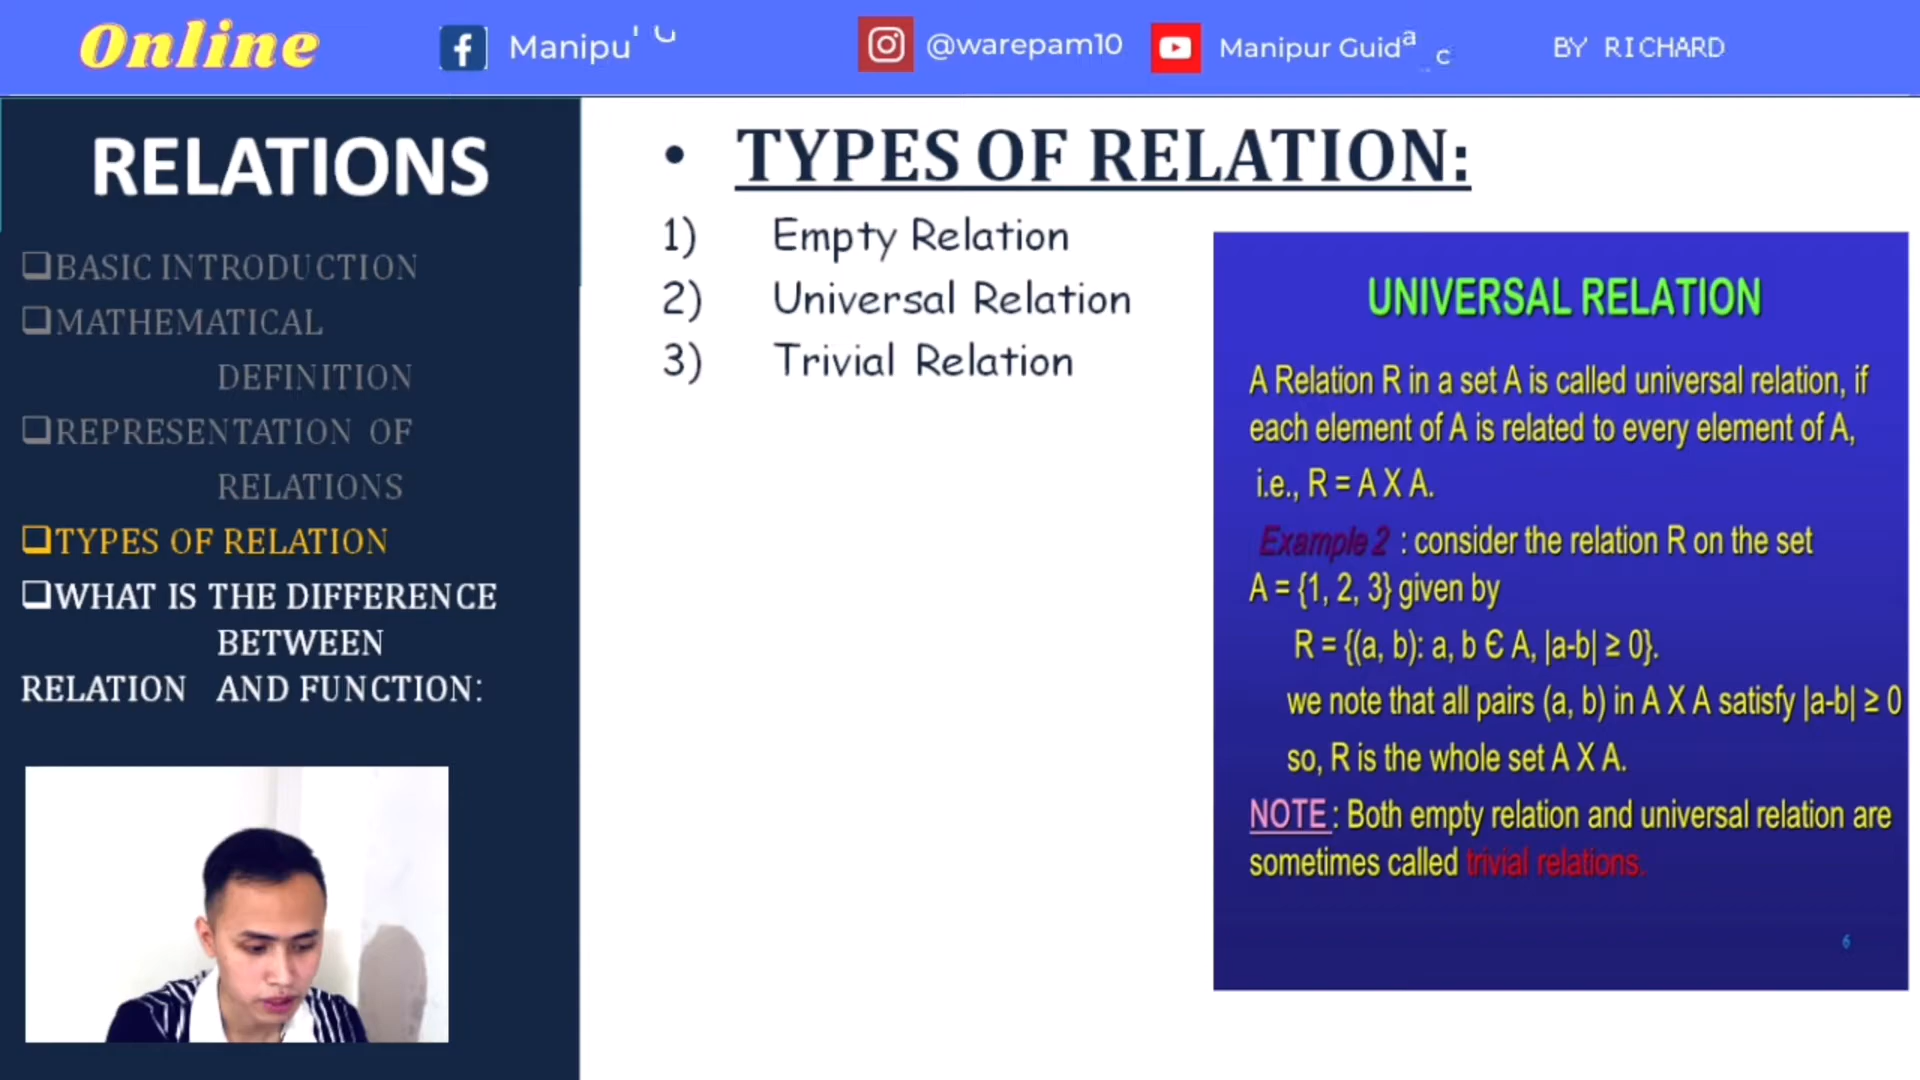 Online
Manipu
@warepam10
Manipur Guid
BY RICHARD
RELATIONS
❑BASIC INTRODUCTION
❑MATHEMATICAL
DEFINITION
❑REPRESENTATION OF
RELATIONS
❑TYPES OF RELATION
❑WHAT IS THE DIFFERENCE
BETWEEN
RELATION AND FUNCTION:
• TYPES OF RELATION:
1) Empty Relation
2) Universal Relation
3) Trivial Relation
UNIVERSAL RELATION
A Relation R in a set A is called universal relation, if
each element of A is related to every element of A,
i.e., R = A X A.
Example 2 : consider the relation R on the set
A = {1, 2, 3} given by
R = {(a, b): a, b Є A, |a-b| ≥ 0}.
we note that all pairs (a, b) in A X A satisfy |a-b| ≥ 0
so, R is the whole set A X A.
NOTE : Both empty relation and universal relation are
sometimes called trivial relations.
6